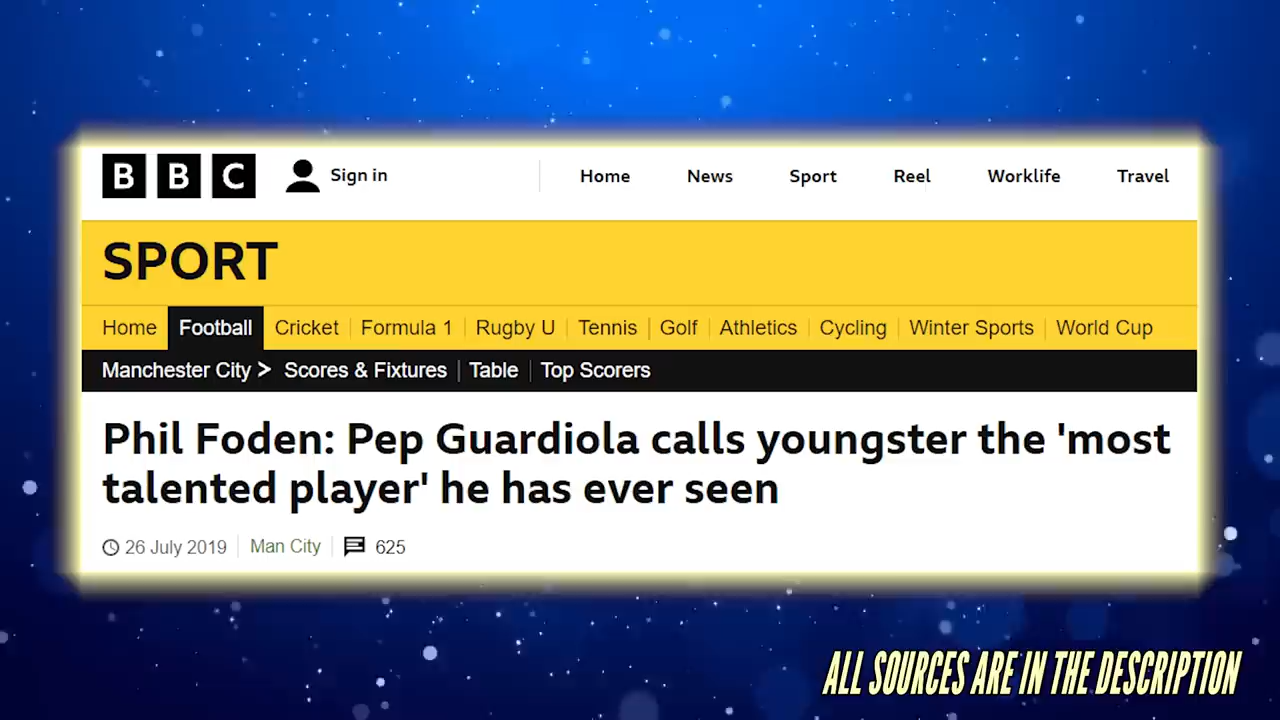 BBC Sign in Home News Sport Reel Worklife Travel
SPORT
Home Football Cricket Formula 1 Rugby U Tennis Golf Athletics Cycling Winter Sports World Cup
Manchester City > Scores & Fixtures Table Top Scorers
Phil Foden: Pep Guardiola calls youngster the 'most
talented player' he has ever seen
26 July 2019 Man City 625
ALL SOURCES ARE IN THE DESCRIPTION